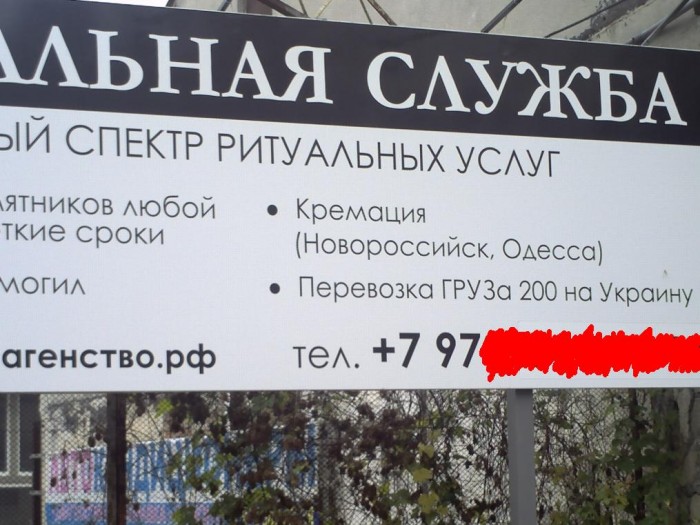 АЛЬНАЯ СЛУЖБА
ЫЙ СПЕКТР РИТУАЛЬНЫХ УСЛУГ
ЯТНИКОВ ЛЮБОЙ
ТКИЕ СРОКИ
МОГИЛ
• Кремация
(Новороссийск, Одесса)
• Перевозка ГРУЗа 200 на Украину
агенство.рф
тел. +7 97